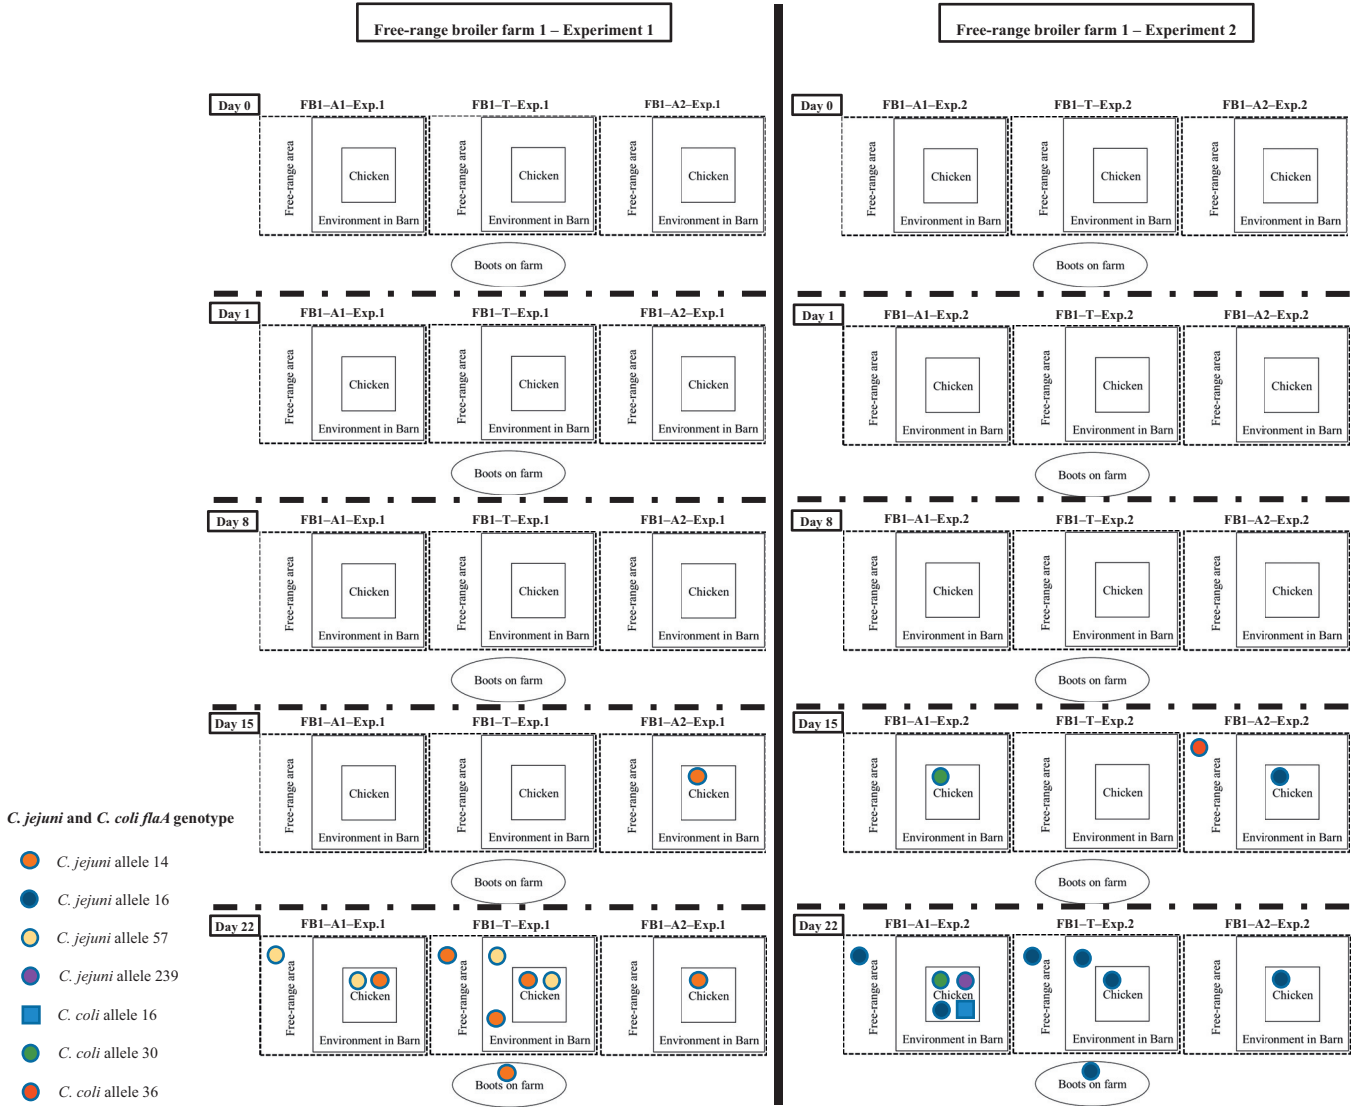 Free-range broiler farm 1 – Experiment 1
Free-range broiler farm 1 – Experiment 2
Day 0
FB1–A1–Exp.1
FB1–T–Exp.1
FB1–A2–Exp.1
Free-range area
Chicken
Environment in Barn
Free-range area
Chicken
Environment in Barn
Free-range area
Chicken
Environment in Barn
Boots on farm
Day 1
FB1–A1–Exp.1
FB1–T–Exp.1
FB1–A2–Exp.1
Free-range area
Chicken
Environment in Barn
Free-range area
Chicken
Environment in Barn
Free-range area
Chicken
Environment in Barn
Boots on farm
Day 8
FB1–A1–Exp.1
FB1–T–Exp.1
FB1–A2–Exp.1
Free-range area
Chicken
Environment in Barn
Free-range area
Chicken
Environment in Barn
Free-range area
Chicken
Environment in Barn
Boots on farm
Day 15
FB1–A1–Exp.1
FB1–T–Exp.1
FB1–A2–Exp.1
Free-range area
Chicken
Environment in Barn
Free-range area
Chicken
Environment in Barn
Free-range area
Chicken
Environment in Barn
Boots on farm
Day 22
FB1–A1–Exp.1
FB1–T–Exp.1
FB1–A2–Exp.1
Free-range area
Chicken
Environment in Barn
Free-range area
Chicken
Environment in Barn
Free-range area
Chicken
Environment in Barn
Boots on farm
Day 0
FB1–A1–Exp.2
FB1–T–Exp.2
FB1–A2–Exp.2
Free-range area
Chicken
Environment in Barn
Free-range area
Chicken
Environment in Barn
Free-range area
Chicken
Environment in Barn
Boots on farm
Day 1
FB1–A1–Exp.2
FB1–T–Exp.2
FB1–A2–Exp.2
Free-range area
Chicken
Environment in Barn
Free-range area
Chicken
Environment in Barn
Free-range area
Chicken
Environment in Barn
Boots on farm
Day 8
FB1–A1–Exp.2
FB1–T–Exp.2
FB1–A2–Exp.2
Free-range area
Chicken
Environment in Barn
Free-range area
Chicken
Environment in Barn
Free-range area
Chicken
Environment in Barn
Boots on farm
Day 15
FB1–A1–Exp.2
FB1–T–Exp.2
FB1–A2–Exp.2
Free-range area
Chicken
Environment in Barn
Free-range area
Chicken
Environment in Barn
Free-range area
Chicken
Environment in Barn
Boots on farm
Day 22
FB1–A1–Exp.2
FB1–T–Exp.2
FB1–A2–Exp.2
Free-range area
Chicken
Environment in Barn
Free-range area
Chicken
Environment in Barn
Free-range area
Chicken
Environment in Barn
Boots on farm
C. jejuni and C. coli flaA genotype
C. jejuni allele 14
C. jejuni allele 16
C. jejuni allele 57
C. jejuni allele 239
C. coli allele 16
C. coli allele 30
C. coli allele 36